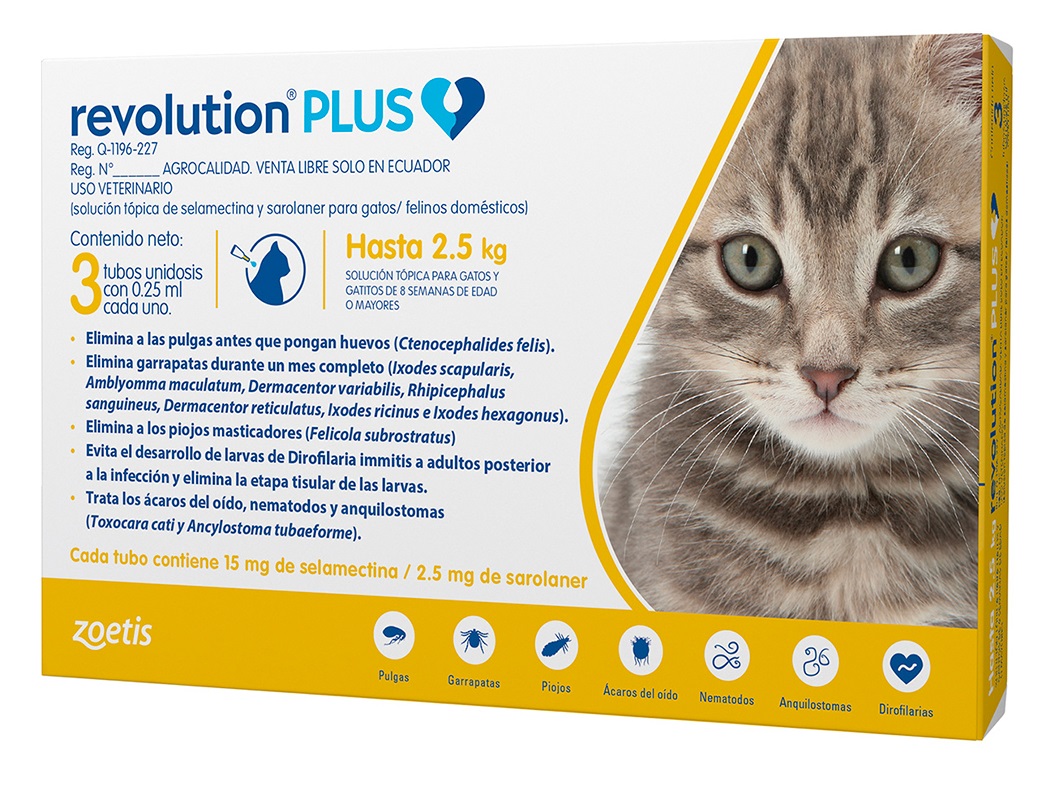 revolution® PLUS
Reg. Q-1196-227
Reg. N°______ AGROCALIDAD. VENTA LIBRE SOLO EN ECUADOR
USO VETERINARIO
(solución tópica de selamectina y sarolaner para gatos/ felinos domésticos)
Contenido neto:
3 tubos unidosis
con 0.25 ml
cada uno.
Hasta 2.5 kg
SOLUCIÓN TÓPICA PARA GATOS Y
GATITOS DE 8 SEMANAS DE EDAD
O MAYORES
• Elimina a las pulgas antes que pongan huevos (Ctenocephalides felis).
• Elimina garrapatas durante un mes completo (Ixodes scapularis,
Amblyomma maculatum, Dermacentor variabilis, Rhipicephalus
sanguineus, Dermacentor reticulatus, Ixodes ricinus e Ixodes hexagonus).
• Elimina a los piojos masticadores (Felicola subrostratus)
• Evita el desarrollo de larvas de Dirofilaria immitis a adultos posterior
a la infección y elimina la etapa tisular de las larvas.
• Trata los ácaros del oído, nematodos y anquilostomas
(Toxocara cati y Ancylostoma tubaeforme).
Cada tubo contiene 15 mg de selamectina / 2.5 mg de sarolaner
zoetis
Pulgas
Garrapatas
Piojos
Ácaros del oído
Nematodos
Anquilostomas
Dirofilarias
revolution® PLUS
Hasta 2.5 kg
3